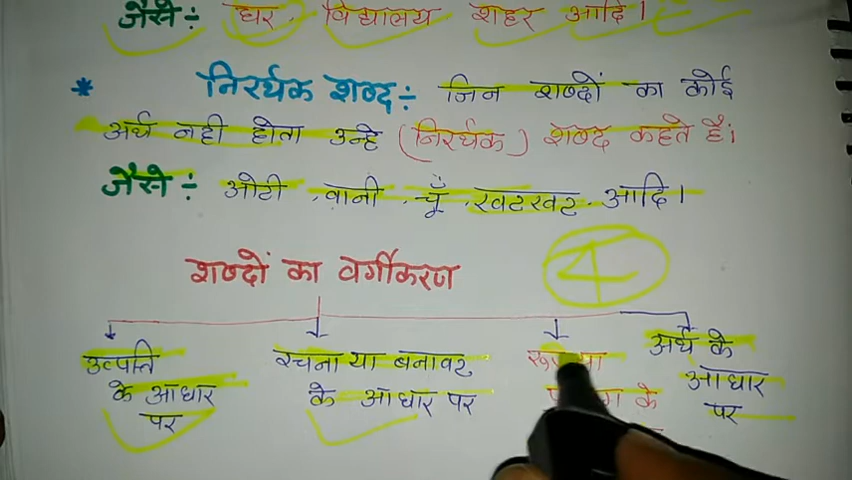 जैसे:- घर, विद्यालय शहर आदि।
* निरर्थक शब्द:- जिन शब्दों का कोई
अर्थ नही होता उन्हे (निरर्थक) शब्द कहते हैं।
जैसे:- ओटी, वानी, चूँ, खटखट, आदि।
शब्दों का वर्गीकरण
4
उत्पत्ति के आधार पर
रचना या बनावट के आधार पर
के
अर्थ के आधार पर